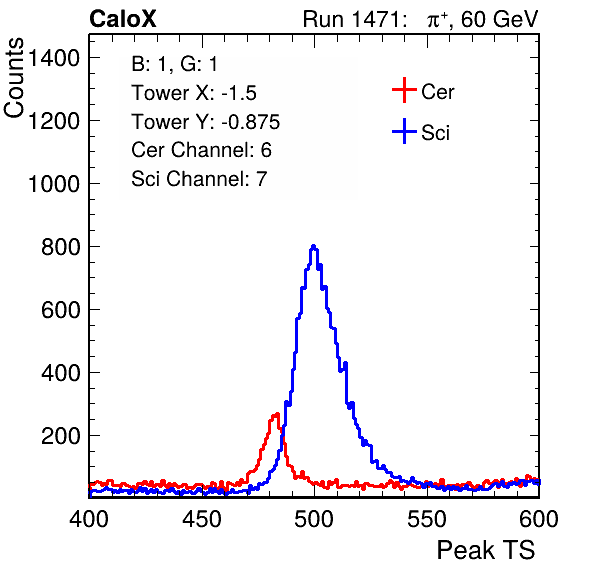 CaloX Run 1471: π⁺, 60 GeV
Counts
B: 1, G: 1
Tower X: -1.5
Tower Y: -0.875
Cer Channel: 6
Sci Channel: 7
Cer
Sci
1400
1200
1000
800
600
400
200
400 450 500 550 600
Peak TS